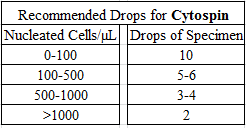 Recommended Drops for Cytospin
Nucleated Cells/µL Drops of Specimen
0-100 10
100-500 5-6
500-1000 3-4
>1000 2